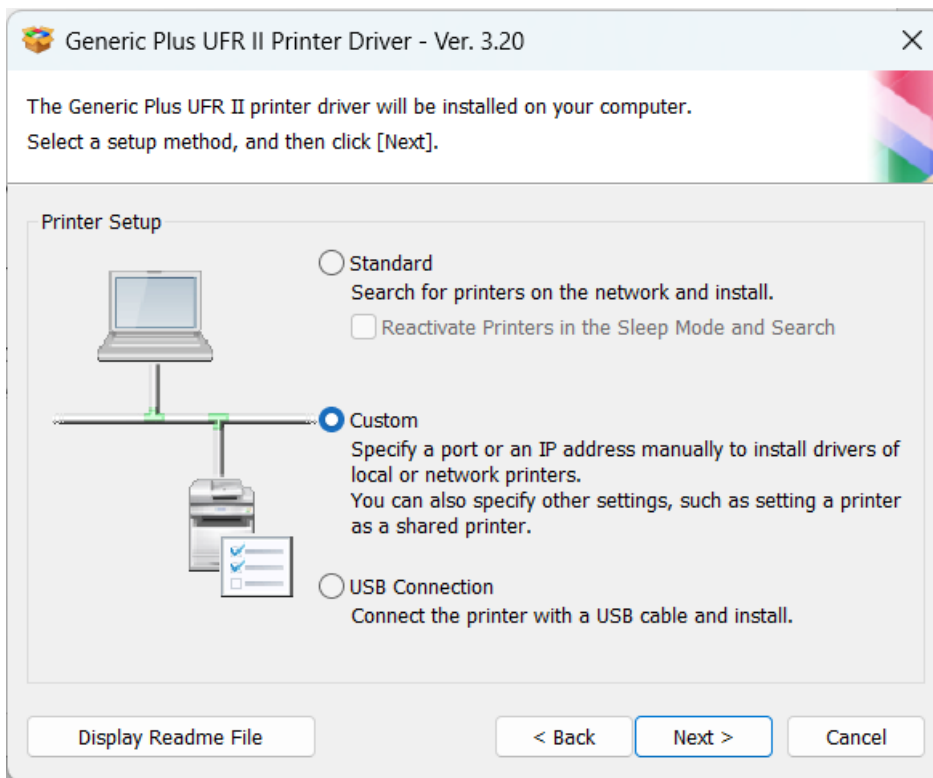 Generic Plus UFR II Printer Driver - Ver. 3.20
The Generic Plus UFR II printer driver will be installed on your computer.
Select a setup method, and then click [Next].
Printer Setup
Standard
Search for printers on the network and install.
Reactivate Printers in the Sleep Mode and Search
Custom
Specify a port or an IP address manually to install drivers of
local or network printers.
You can also specify other settings, such as setting a printer
as a shared printer.
USB Connection
Connect the printer with a USB cable and install.
Display Readme File
< Back
Next >
Cancel